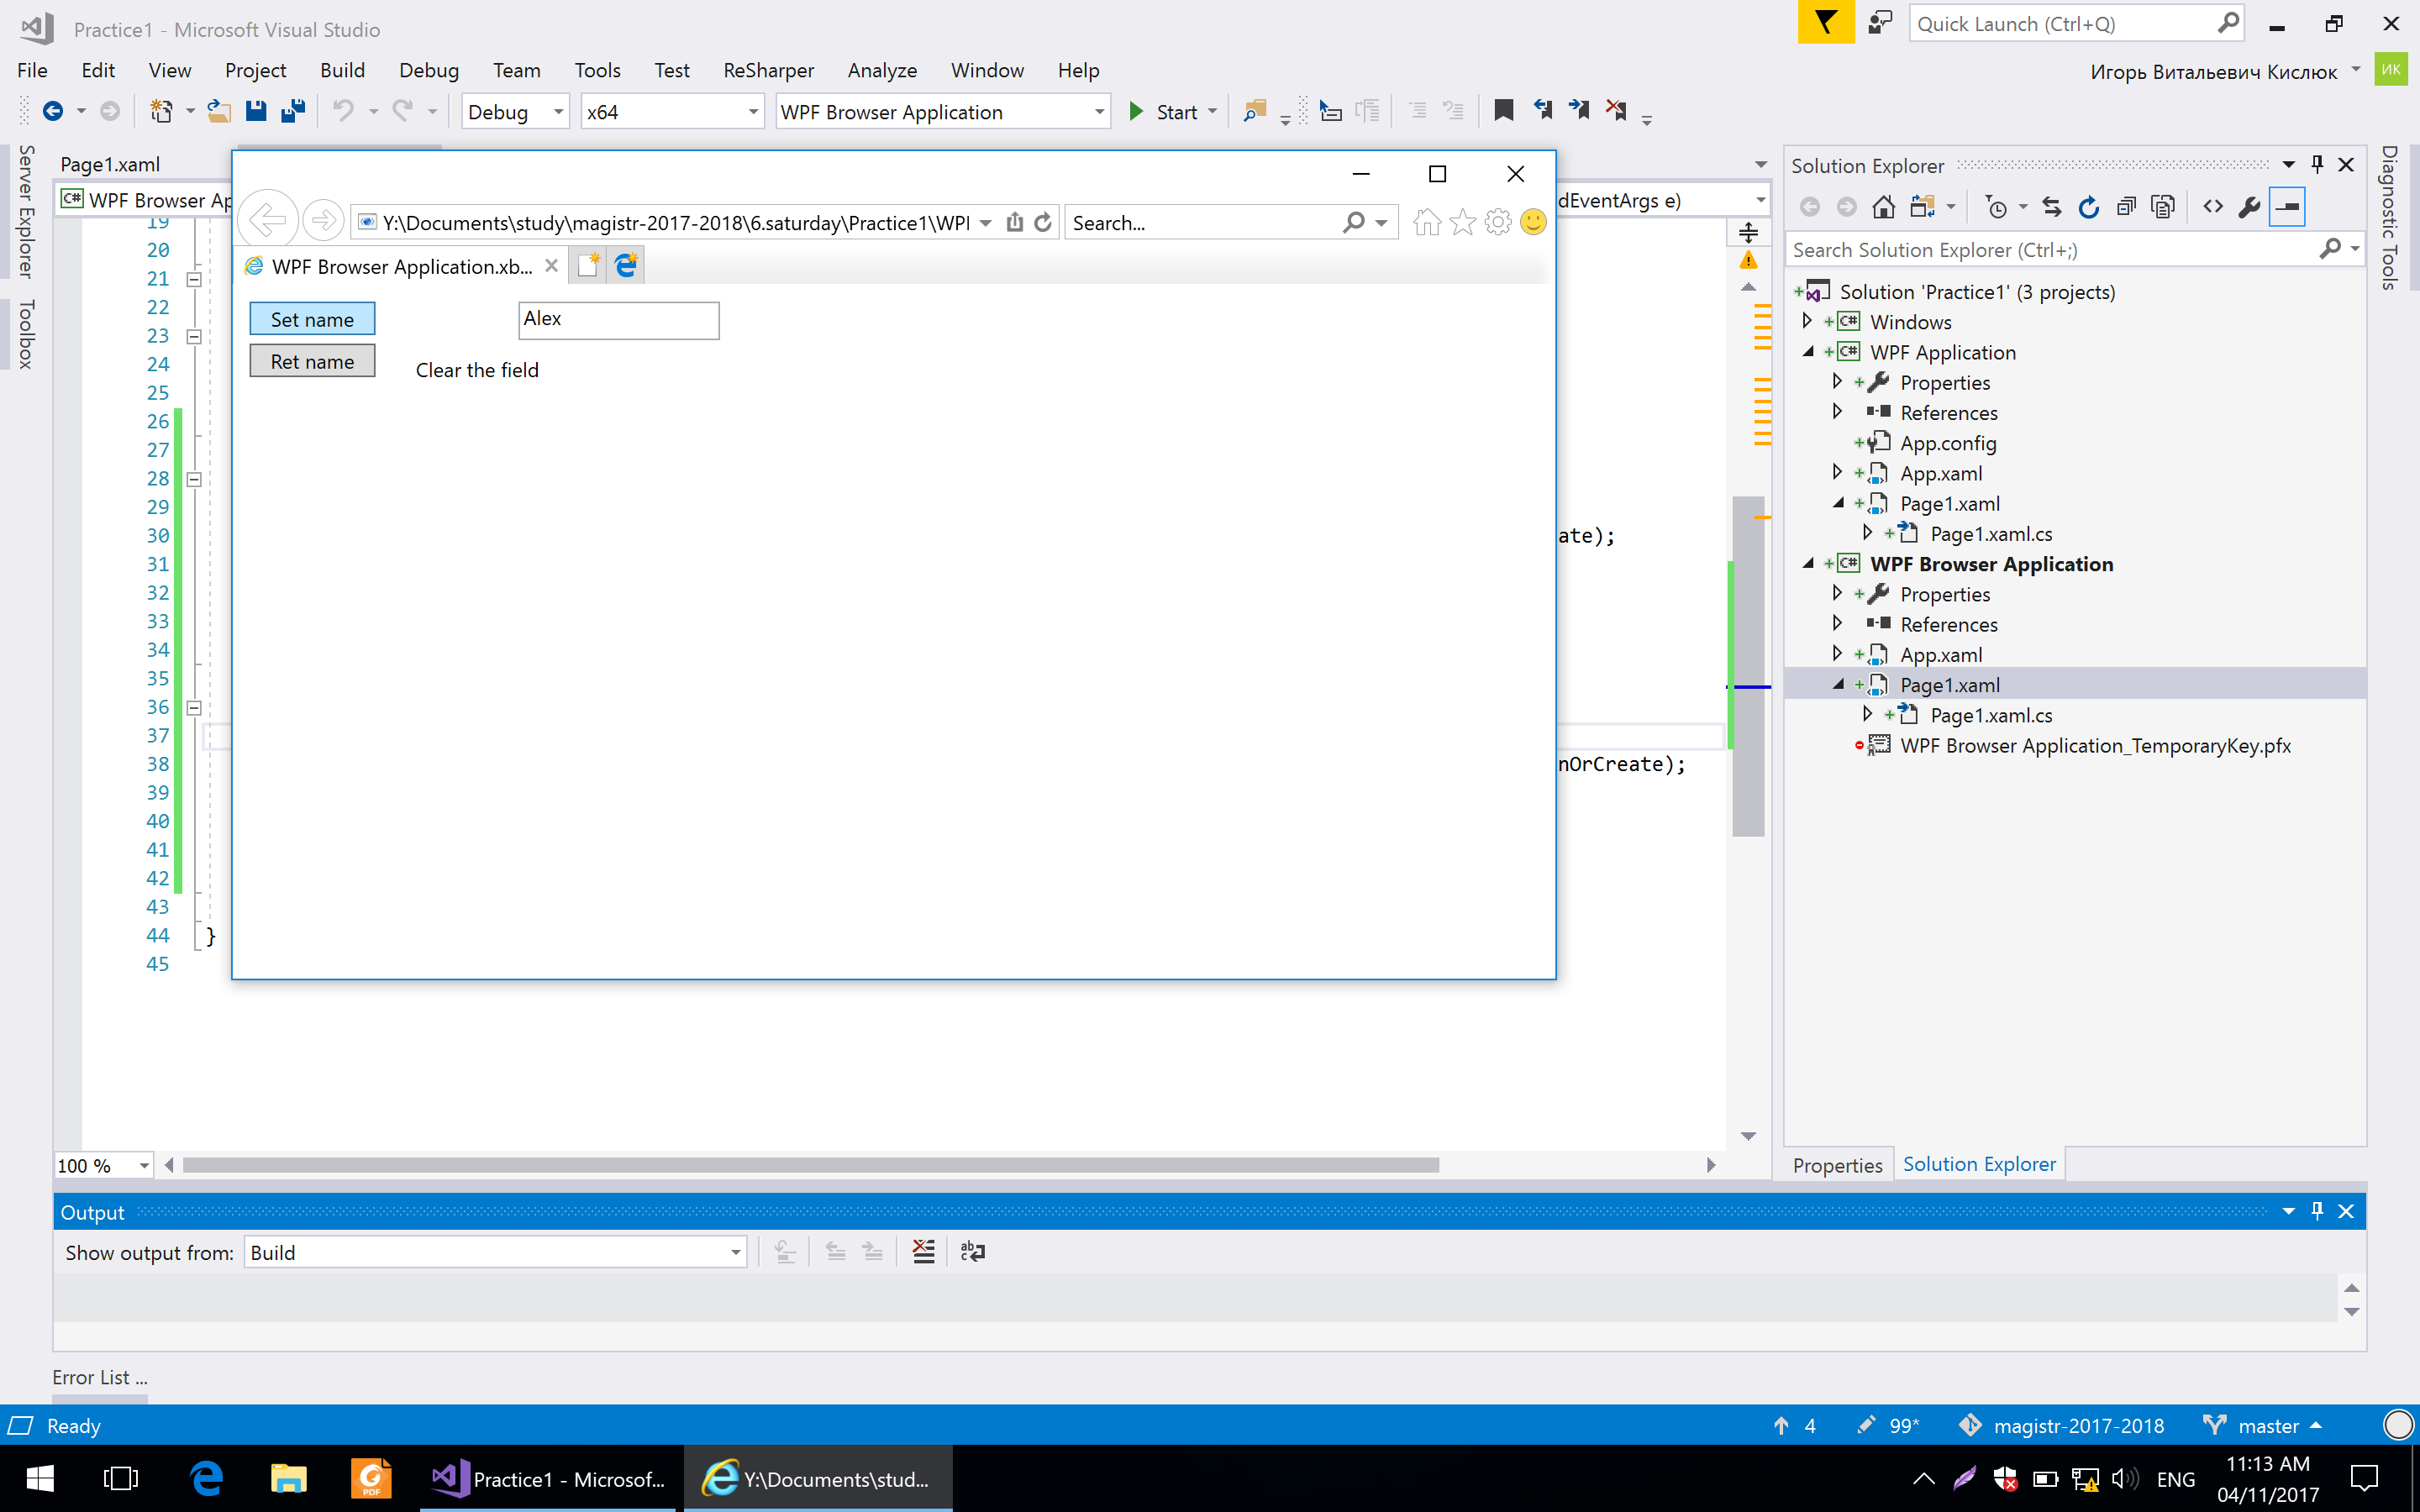 Practice1 - Microsoft Visual Studio
Quick Launch (Ctrl+Q)
File Edit View Project Build Debug Team Tools Test ReSharper Analyze Window Help
Игорь Витальевич Кислюк
ИК
Debug x64 WPF Browser Application Start
Server Explorer
Toolbox
Page1.xaml
C# WPF Browser Ap
dEventArgs e)
Y:\Documents\study\magistr-2017-2018\6.saturday\Practice1\WPI
Search...
WPF Browser Application.xb...
Set name
Alex
Ret name
Clear the field
19
20
21
22
23
24
25
26
27
28
29
30 ate);
31
32
33
34
35
36
37
38 nOrCreate);
39
40
41
42
43
44 }
45
100 %
Solution Explorer
Search Solution Explorer (Ctrl+;)
Solution 'Practice1' (3 projects)
C# Windows
C# WPF Application
Properties
References
App.config
App.xaml
Page1.xaml
Page1.xaml.cs
C# WPF Browser Application
Properties
References
App.xaml
Page1.xaml
Page1.xaml.cs
WPF Browser Application_TemporaryKey.pfx
Properties Solution Explorer
Diagnostic Tools
Output
Show output from: Build
Error List ...
Ready
4 99* magistr-2017-2018 master
PDF
Practice1 - Microsof...
Y:\Documents\stud...
ENG
11:13 AM
04/11/2017